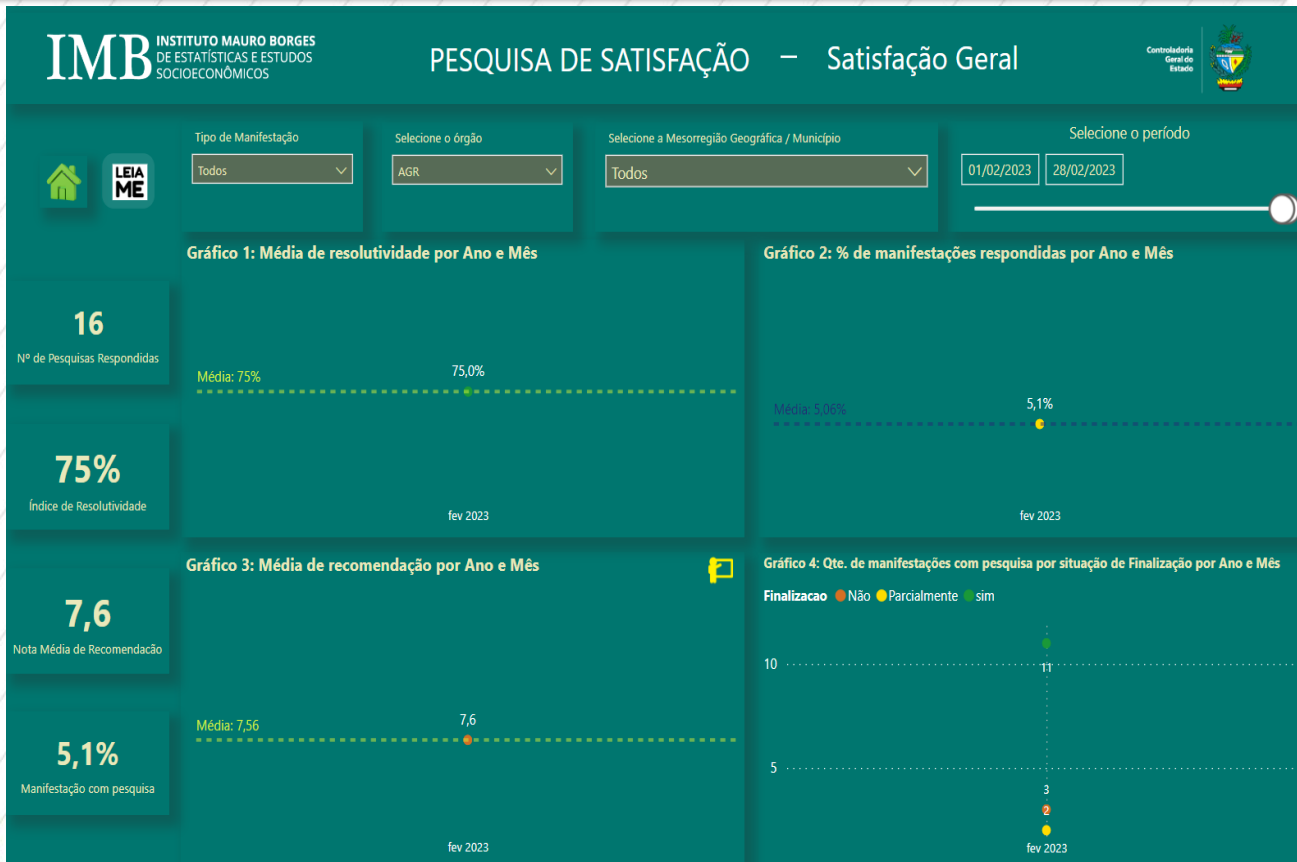 IMB
INSTITUTO MAURO BORGES
DE ESTATÍSTICAS E ESTUDOS
SOCIOECONÔMICOS
PESQUISA DE SATISFAÇÃO – Satisfação Geral
Controladoria
Geral do
Estado
LEIA
ME
Tipo de Manifestação
Todos
Selecione o órgão
AGR
Selecione a Mesorregião Geográfica / Município
Todos
Selecione o período
01/02/2023 28/02/2023
16
Nº de Pesquisas Respondidas
75%
Índice de Resolutividade
7,6
Nota Média de Recomendacão
5,1%
Manifestação com pesquisa
Gráfico 1: Média de resolutividade por Ano e Mês
Média: 75%
75,0%
fev 2023
Gráfico 2: % de manifestações respondidas por Ano e Mês
Média: 5,06%
5,1%
fev 2023
Gráfico 3: Média de recomendação por Ano e Mês
Média: 7,56
7,6
fev 2023
Gráfico 4: Qte. de manifestações com pesquisa por situação de Finalização por Ano e Mês
Finalizacao Não Parcialmente sim
10
11
5
3
2
fev 2023